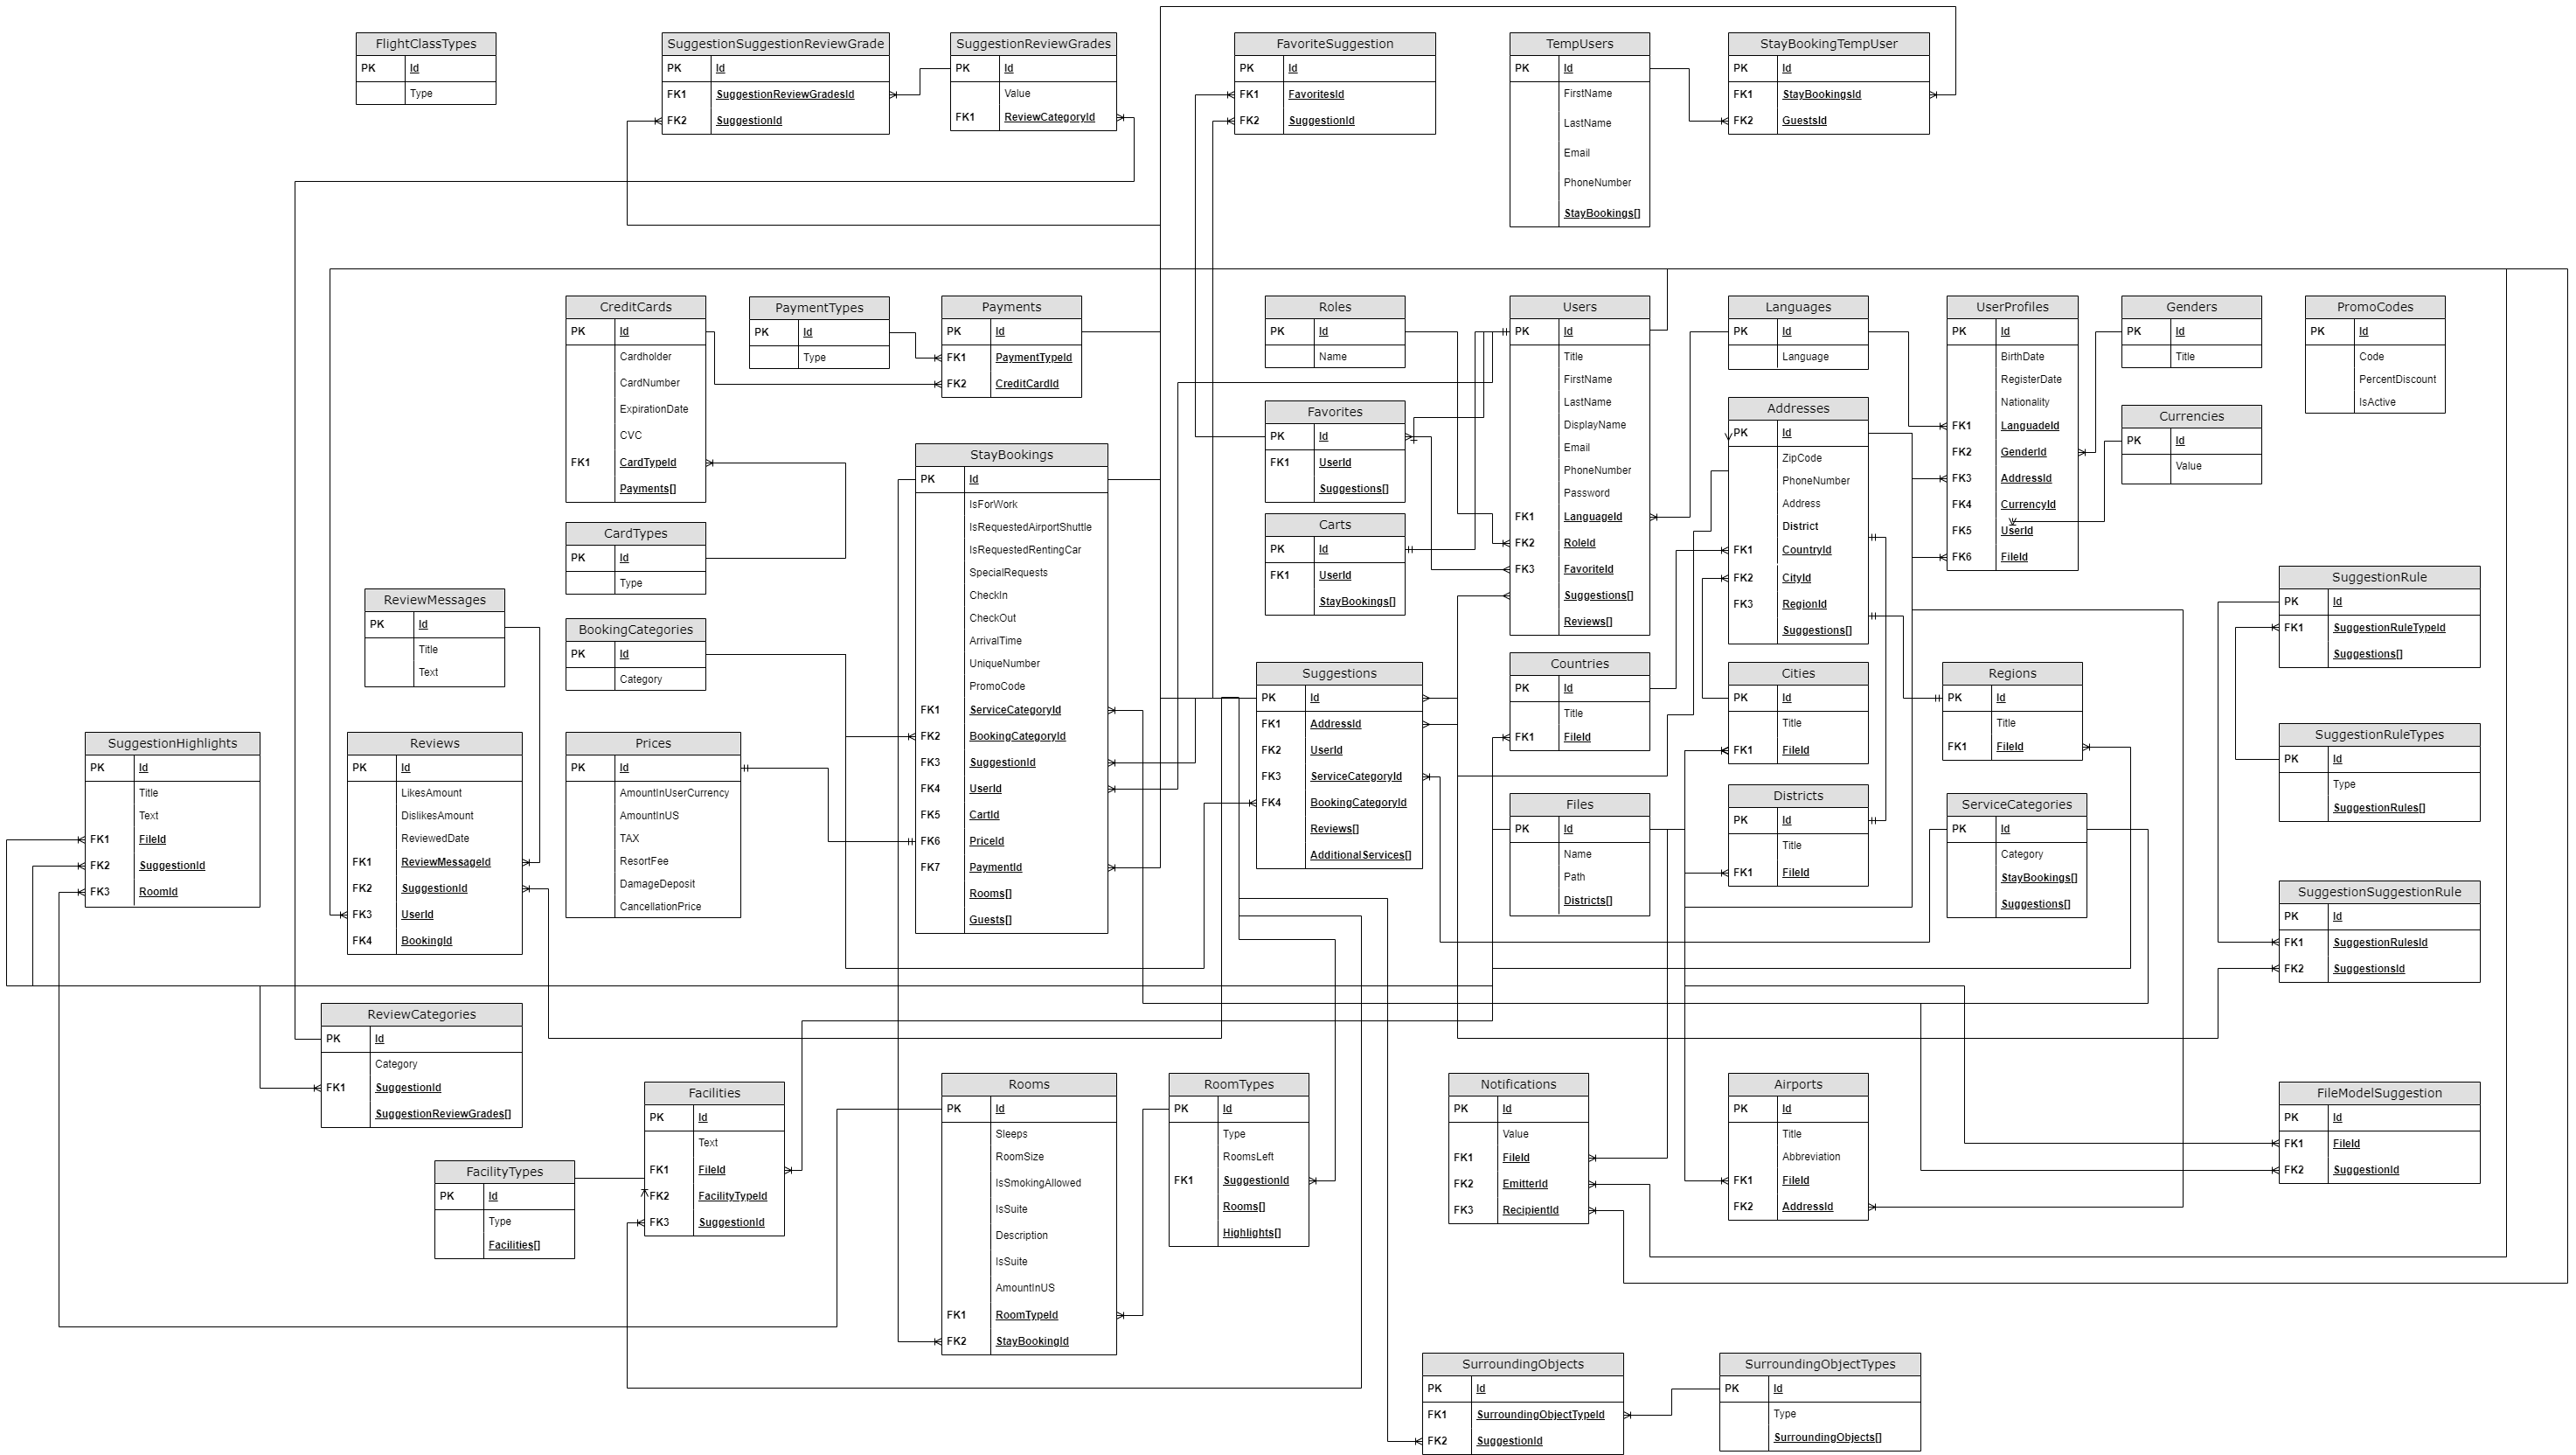 FlightClassTypes
PK Id
Type
SuggestionSuggestionReviewGrade
PK Id
FK1 SuggestionReviewGradesId
FK2 SuggestionId
SuggestionReviewGrades
PK Id
Value
FK1 ReviewCategoryId
FavoriteSuggestion
PK Id
FK1 FavoritesId
FK2 SuggestionId
TempUsers
PK Id
FirstName
LastName
Email
PhoneNumber
StayBookings[]
StayBookingTempUser
PK Id
FK1 StayBookingsId
FK2 GuestsId
CreditCards
PK Id
Cardholder
CardNumber
ExpirationDate
CVC
FK1 CardTypeId
Payments[]
PaymentTypes
PK Id
Type
Payments
PK Id
FK1 PaymentTypeId
FK2 CreditCardId
Roles
PK Id
Name
Users
PK Id
Title
FirstName
LastName
DisplayName
Email
PhoneNumber
Password
FK1 LanguageId
FK2 RoleId
FK3 FavoriteId
Suggestions[]
Reviews[]
Languages
PK Id
Language
UserProfiles
PK Id
BirthDate
RegisterDate
Nationality
FK1 LanguadeId
FK2 GenderId
FK3 AddressId
FK4 CurrencyId
FK5 UserId
FK6 FileId
Genders
PK Id
Title
PromoCodes
PK Id
Code
PercentDiscount
IsActive
Favorites
PK Id
FK1 UserId
Suggestions[]
Addresses
PK Id
ZipCode
PhoneNumber
Address
District
FK1 CountryId
FK2 CityId
FK3 RegionId
Suggestions[]
Currencies
PK Id
Value
StayBookings
PK Id
IsForWork
IsRequestedAirportShuttle
IsRequestedRentingCar
SpecialRequests
CheckIn
CheckOut
ArrivalTime
UniqueNumber
PromoCode
FK1 ServiceCategoryId
FK2 BookingCategoryId
FK3 SuggestionId
FK4 UserId
FK5 CartId
FK6 PriceId
FK7 PaymentId
Rooms[]
Guests[]
Carts
PK Id
FK1 UserId
StayBookings[]
CardTypes
PK Id
Type
ReviewMessages
PK Id
Title
Text
BookingCategories
PK Id
Category
SuggestionRule
PK Id
FK1 SuggestionRuleTypeId
Suggestions[]
Suggestions
PK Id
FK1 AddressId
FK2 UserId
FK3 ServiceCategoryId
FK4 BookingCategoryId
Reviews[]
AdditionalServices[]
Countries
PK Id
Title
FK1 FileId
Cities
PK Id
Title
FK1 FileId
Regions
PK Id
Title
FK1 FileId
SuggestionRuleTypes
PK Id
Type
SuggestionRules[]
SuggestionHighlights
PK Id
Title
Text
FK1 FileId
FK2 SuggestionId
FK3 RoomId
Reviews
PK Id
LikesAmount
DislikesAmount
ReviewedDate
FK1 ReviewMessageId
FK2 SuggestionId
FK3 UserId
FK4 BookingId
Prices
PK Id
AmountInUserCurrency
AmountInUS
TAX
ResortFee
DamageDeposit
CancellationPrice
Files
PK Id
Name
Path
Districts[]
Districts
PK Id
Title
FK1 FileId
ServiceCategories
PK Id
Category
StayBookings[]
Suggestions[]
SuggestionSuggestionRule
PK Id
FK1 SuggestionRulesId
FK2 SuggestionsId
ReviewCategories
PK Id
Category
FK1 SuggestionId
SuggestionReviewGrades[]
Facilities
PK Id
Text
FK1 FileId
FK2 FacilityTypeId
FK3 SuggestionId
FacilityTypes
PK Id
Type
Facilities[]
Rooms
PK Id
Sleeps
RoomSize
IsSmokingAllowed
IsSuite
Description
IsSuite
AmountInUS
FK1 RoomTypeId
FK2 StayBookingId
RoomTypes
PK Id
Type
RoomsLeft
FK1 SuggestionId
Rooms[]
Highlights[]
Notifications
PK Id
Value
FK1 FileId
FK2 EmitterId
FK3 RecipientId
Airports
PK Id
Title
Abbreviation
FK1 FileId
FK2 AddressId
FileModelSuggestion
PK Id
FK1 FileId
FK2 SuggestionId
SurroundingObjects
PK Id
FK1 SurroundingObjectTypeId
FK2 SuggestionId
SurroundingObjectTypes
PK Id
Type
SurroundingObjects[]